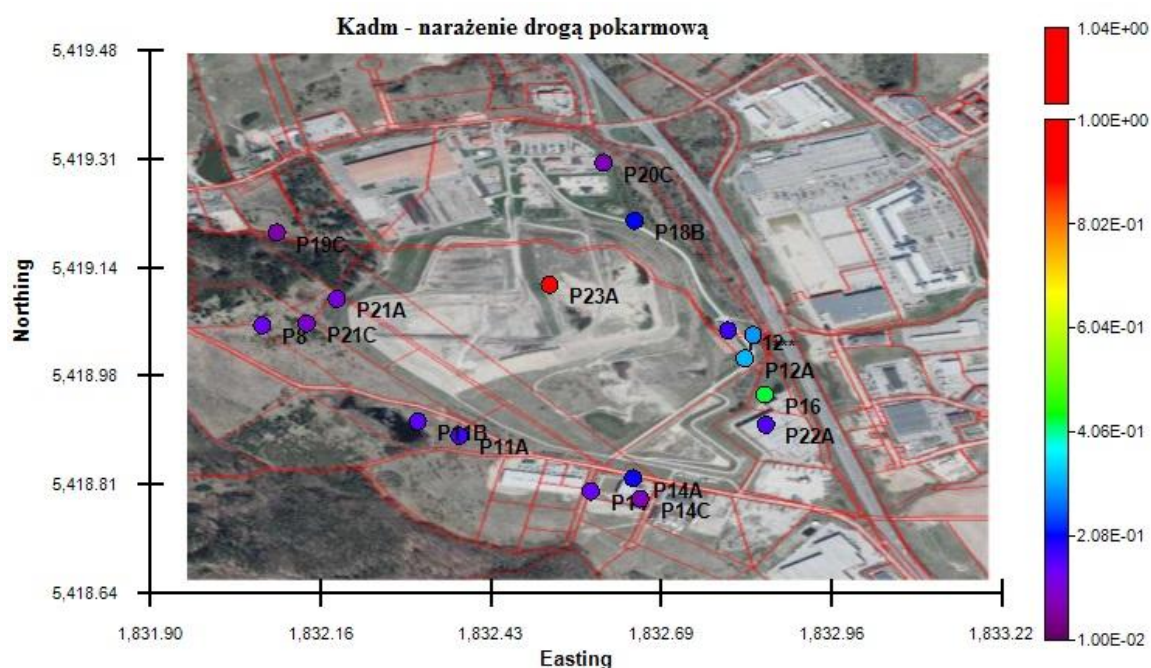 Kadm - narażenie drogą pokarmową
5,419.48
5,419.31
5,419.14
5,418.98
5,418.81
5,418.64
Northing
1,831.90
1,832.16
1,832.43
1,832.69
1,832.96
1,833.22
Easting
P20C
P19C
P18B
P23A
P21A
P8
P21C
P12A
P16
P11B
P11A
P22A
P14A
P14C
1.04E+00
1.00E+00
8.02E-01
6.04E-01
4.06E-01
2.08E-01
1.00E-02